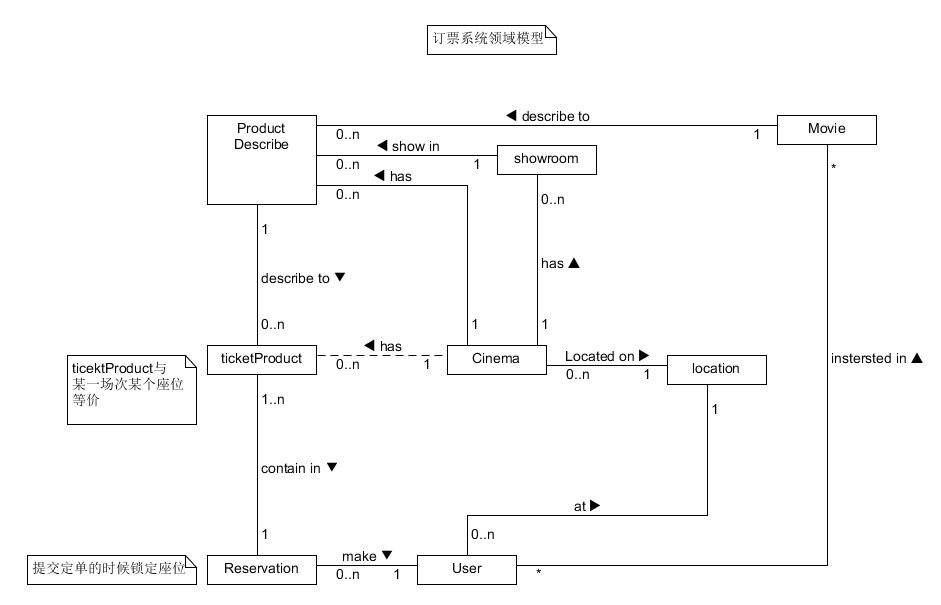 订票系统领域模型
◀ describe to
Product
Describe
0..n
1
Movie
◀ show in
0..n
1
showroom
*
◀ has
0..n
0..n
1
describe to ▼
has ▲
0..n
1
1
ticketProduct
◀ has
0..n
1
Cinema
Located on ▶
0..n
1
location
instersted in ▲
ticektProduct与
某一场次某个座位
等价
1..n
1
contain in ▼
at ▶
1
0..n
提交定单的时候锁定座位
Reservation
make ▼
0..n
1
User
*